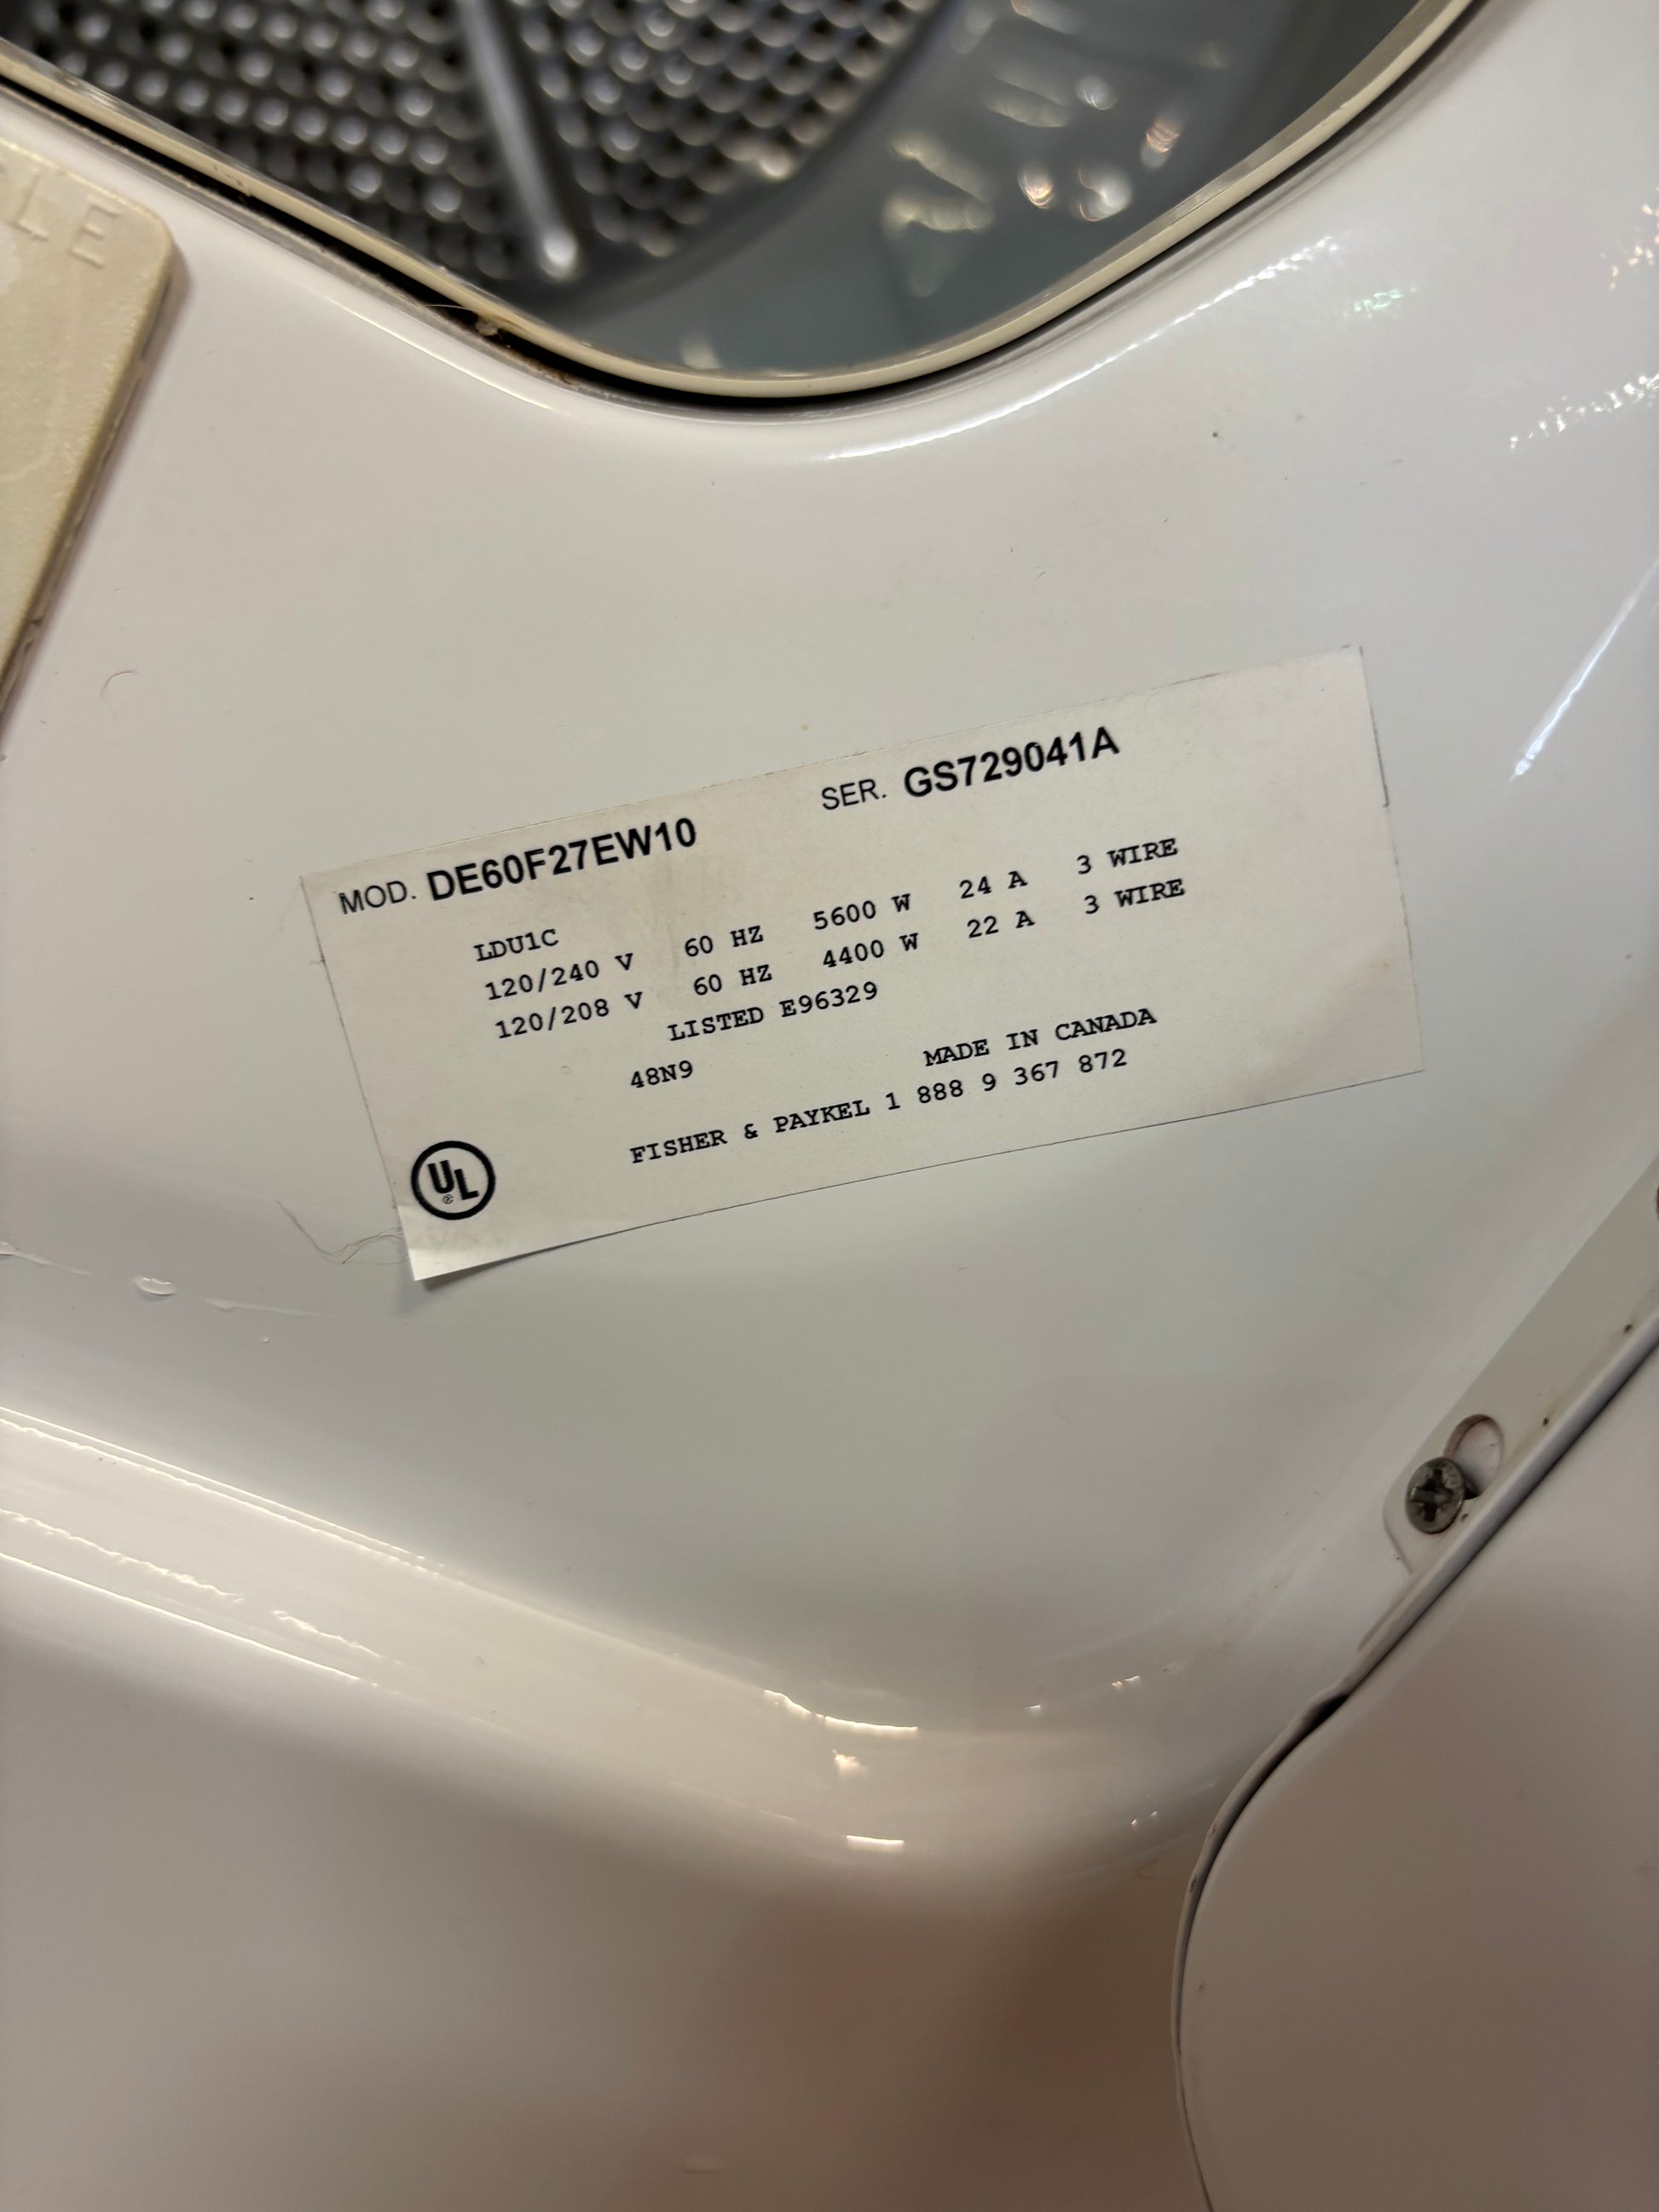 LE
MOD. DE60F27EW10 SER. GS729041A
LDU1C
120/240 V 60 HZ 5600 W 24 A 3 WIRE
120/208 V 60 HZ 4400 W 22 A 3 WIRE
LISTED E96329
48N9 MADE IN CANADA
FISHER & PAYKEL 1 888 9 367 872
UL ®